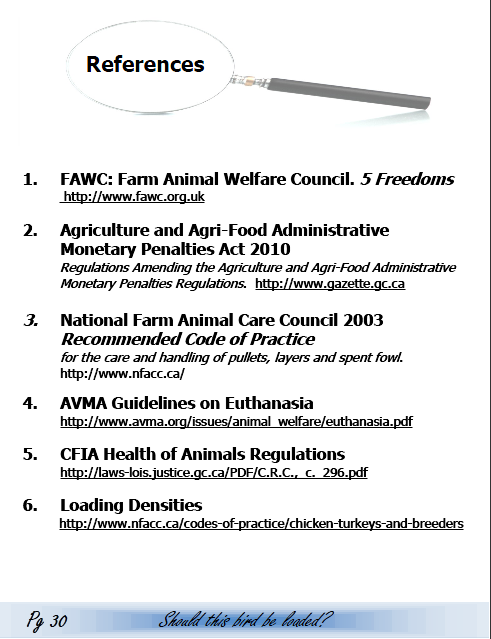 References
1. FAWC: Farm Animal Welfare Council. 5 Freedoms
http://www.fawc.org.uk
2. Agriculture and Agri-Food Administrative
Monetary Penalties Act 2010
Regulations Amending the Agriculture and Agri-Food Administrative
Monetary Penalties Regulations. http://www.gazette.gc.ca
3. National Farm Animal Care Council 2003
Recommended Code of Practice
for the care and handling of pullets, layers and spent fowl.
http://www.nfacc.ca/
4. AVMA Guidelines on Euthanasia
http://www.avma.org/issues/animal_welfare/euthanasia.pdf
5. CFIA Health of Animals Regulations
http://laws-lois.justice.gc.ca/PDF/C.R.C.,_c._296.pdf
6. Loading Densities
http://www.nfacc.ca/codes-of-practice/chicken-turkeys-and-breeders
Pg 30 Should this bird be loaded?